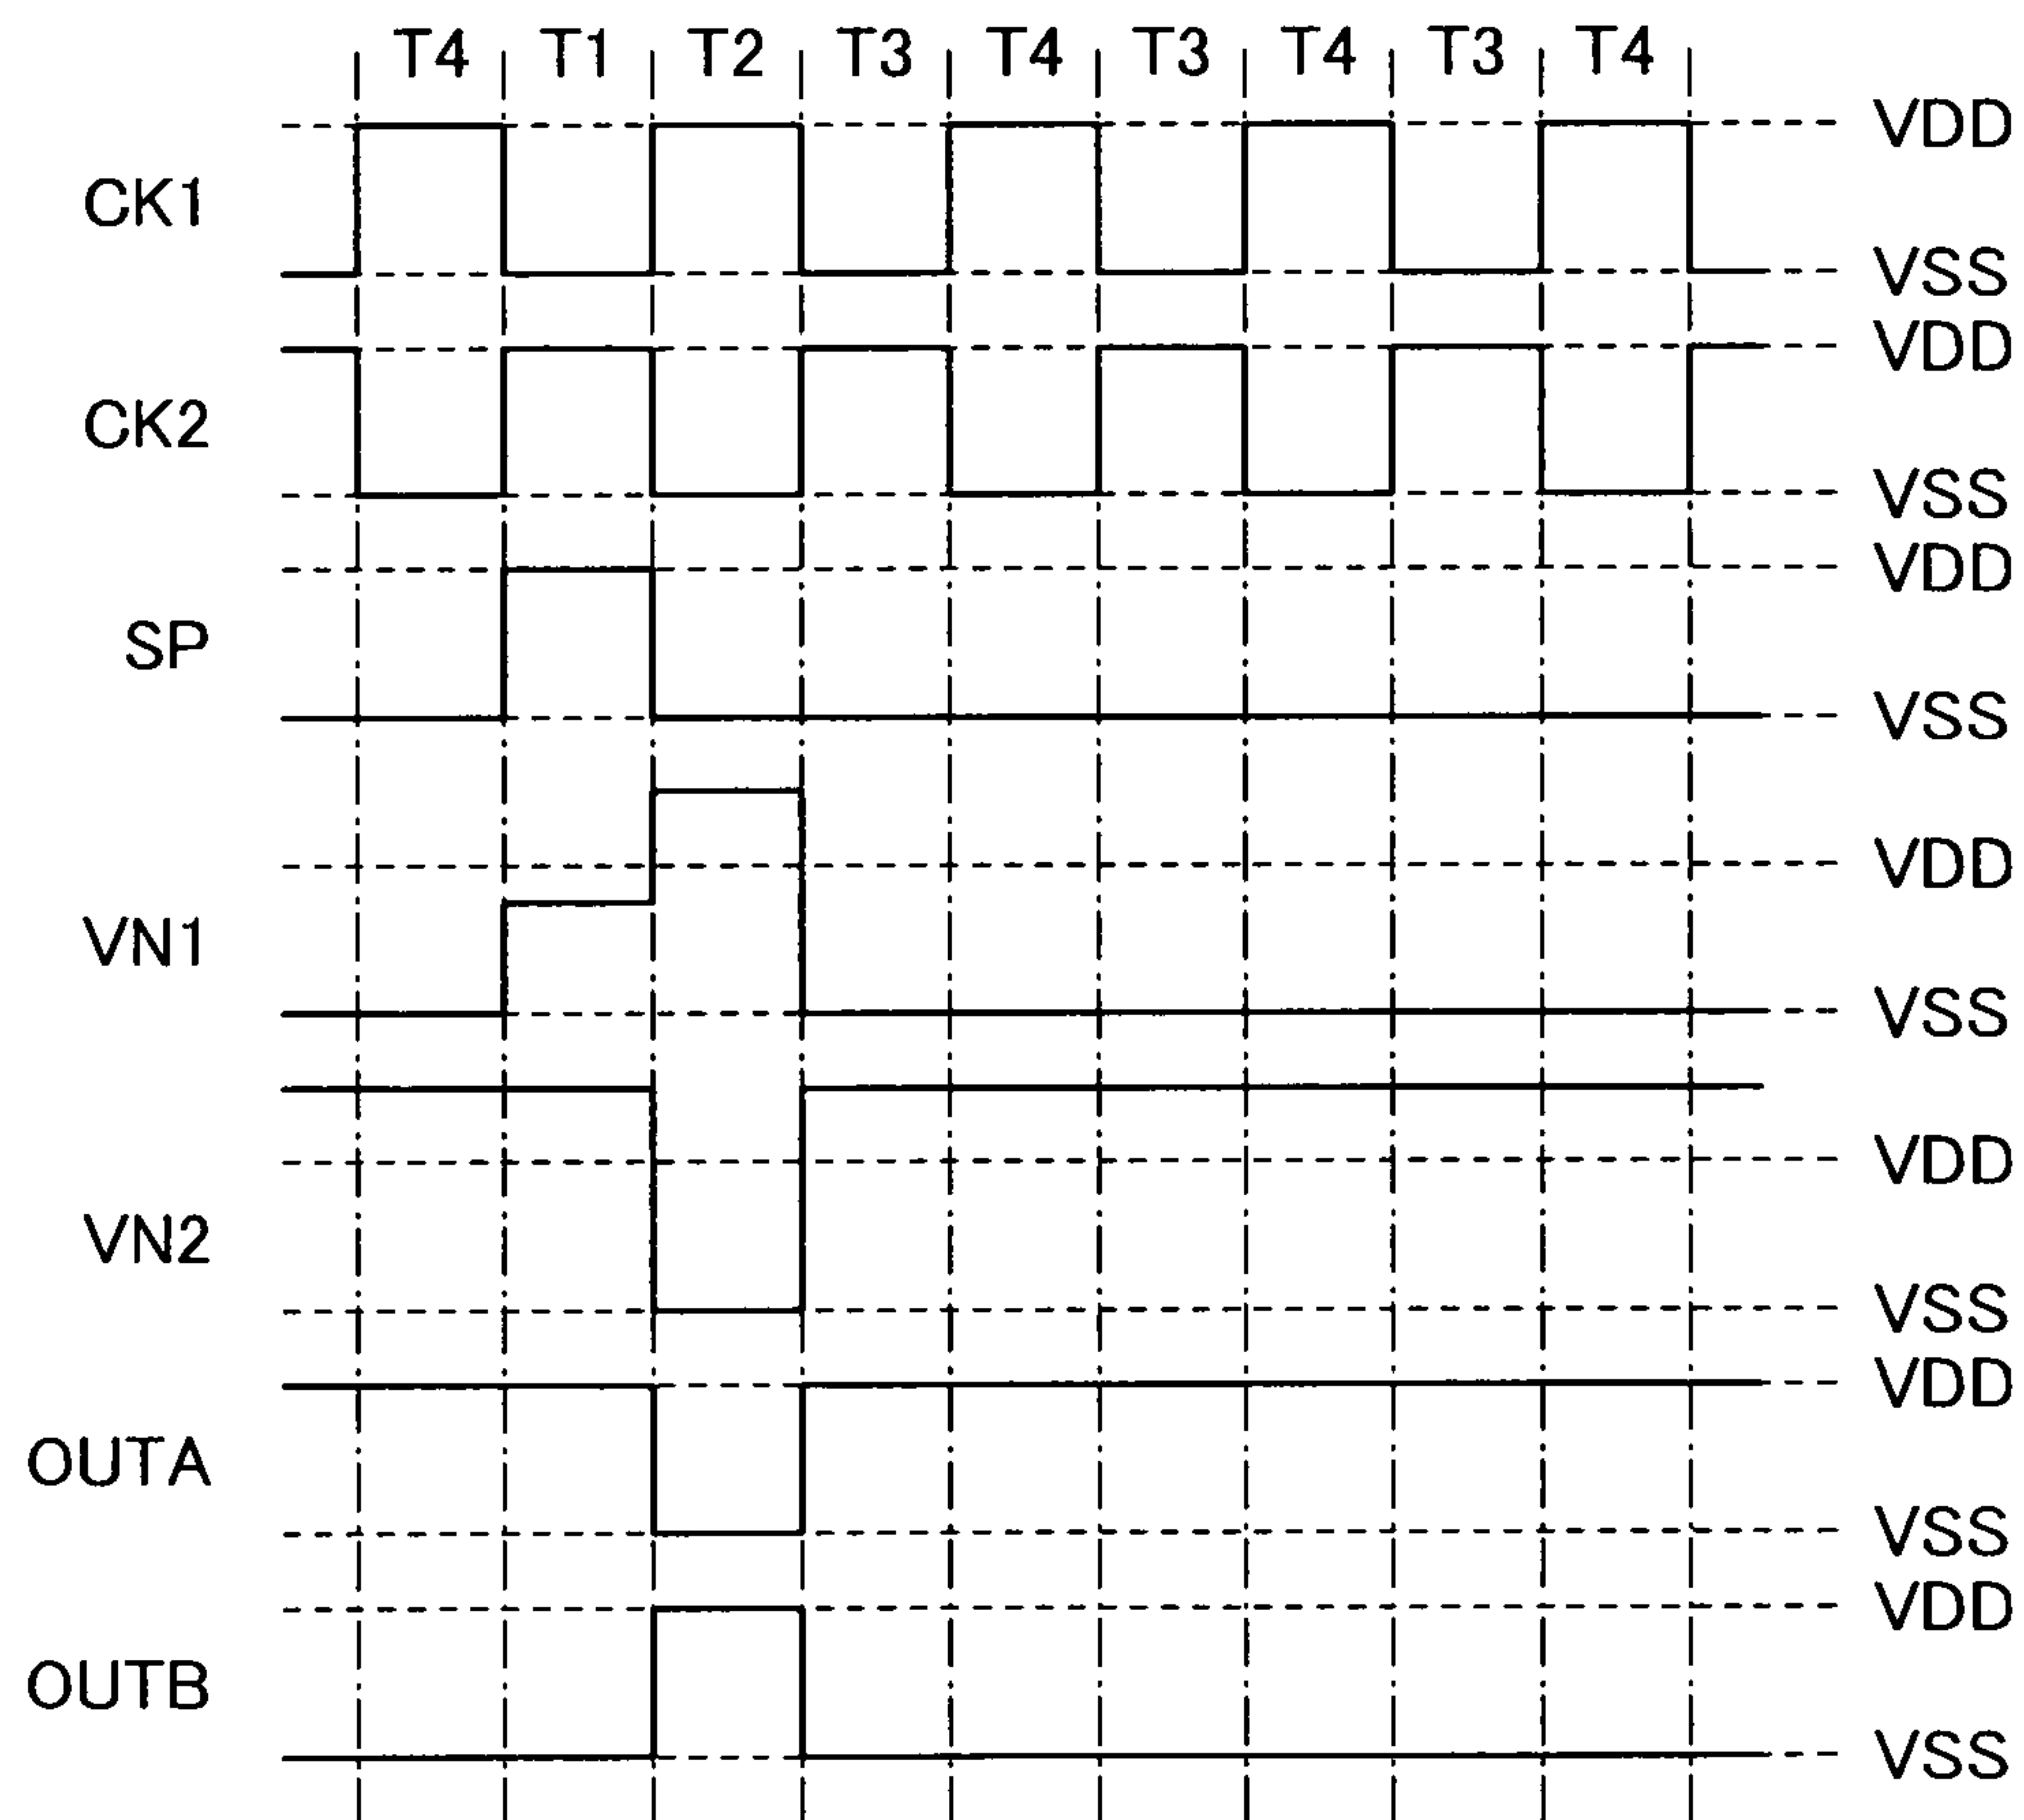 T4 T1 T2 T3 T4 T3 T4 T3 T4
VDD
CK1
VSS
VDD
CK2
VSS
VDD
SP
VSS
VDD
VN1
VSS
VDD
VN2
VSS
VDD
OUTA
VSS
VDD
OUTB
VSS